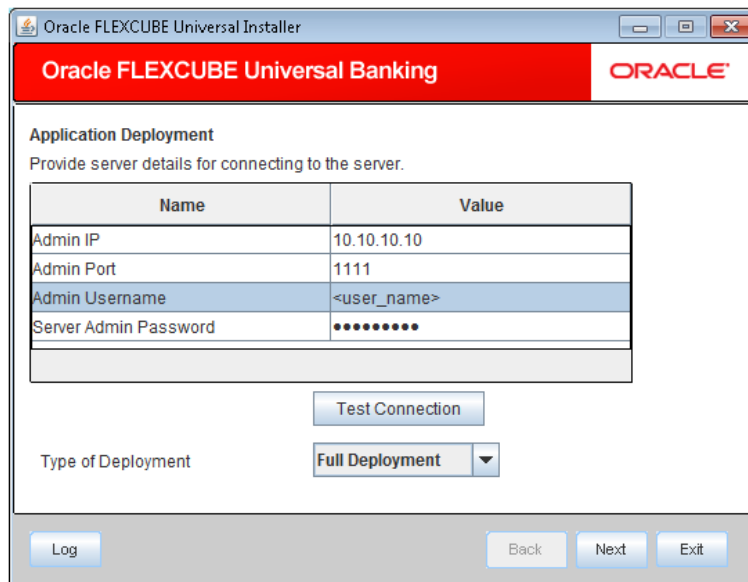 Oracle FLEXCUBE Universal Installer
Oracle FLEXCUBE Universal Banking
ORACLE
Application Deployment
Provide server details for connecting to the server.
Name Value
Admin IP 10.10.10.10
Admin Port 1111
Admin Username <user_name>
Server Admin Password •••••••••
Test Connection
Type of Deployment Full Deployment
Log Back Next Exit